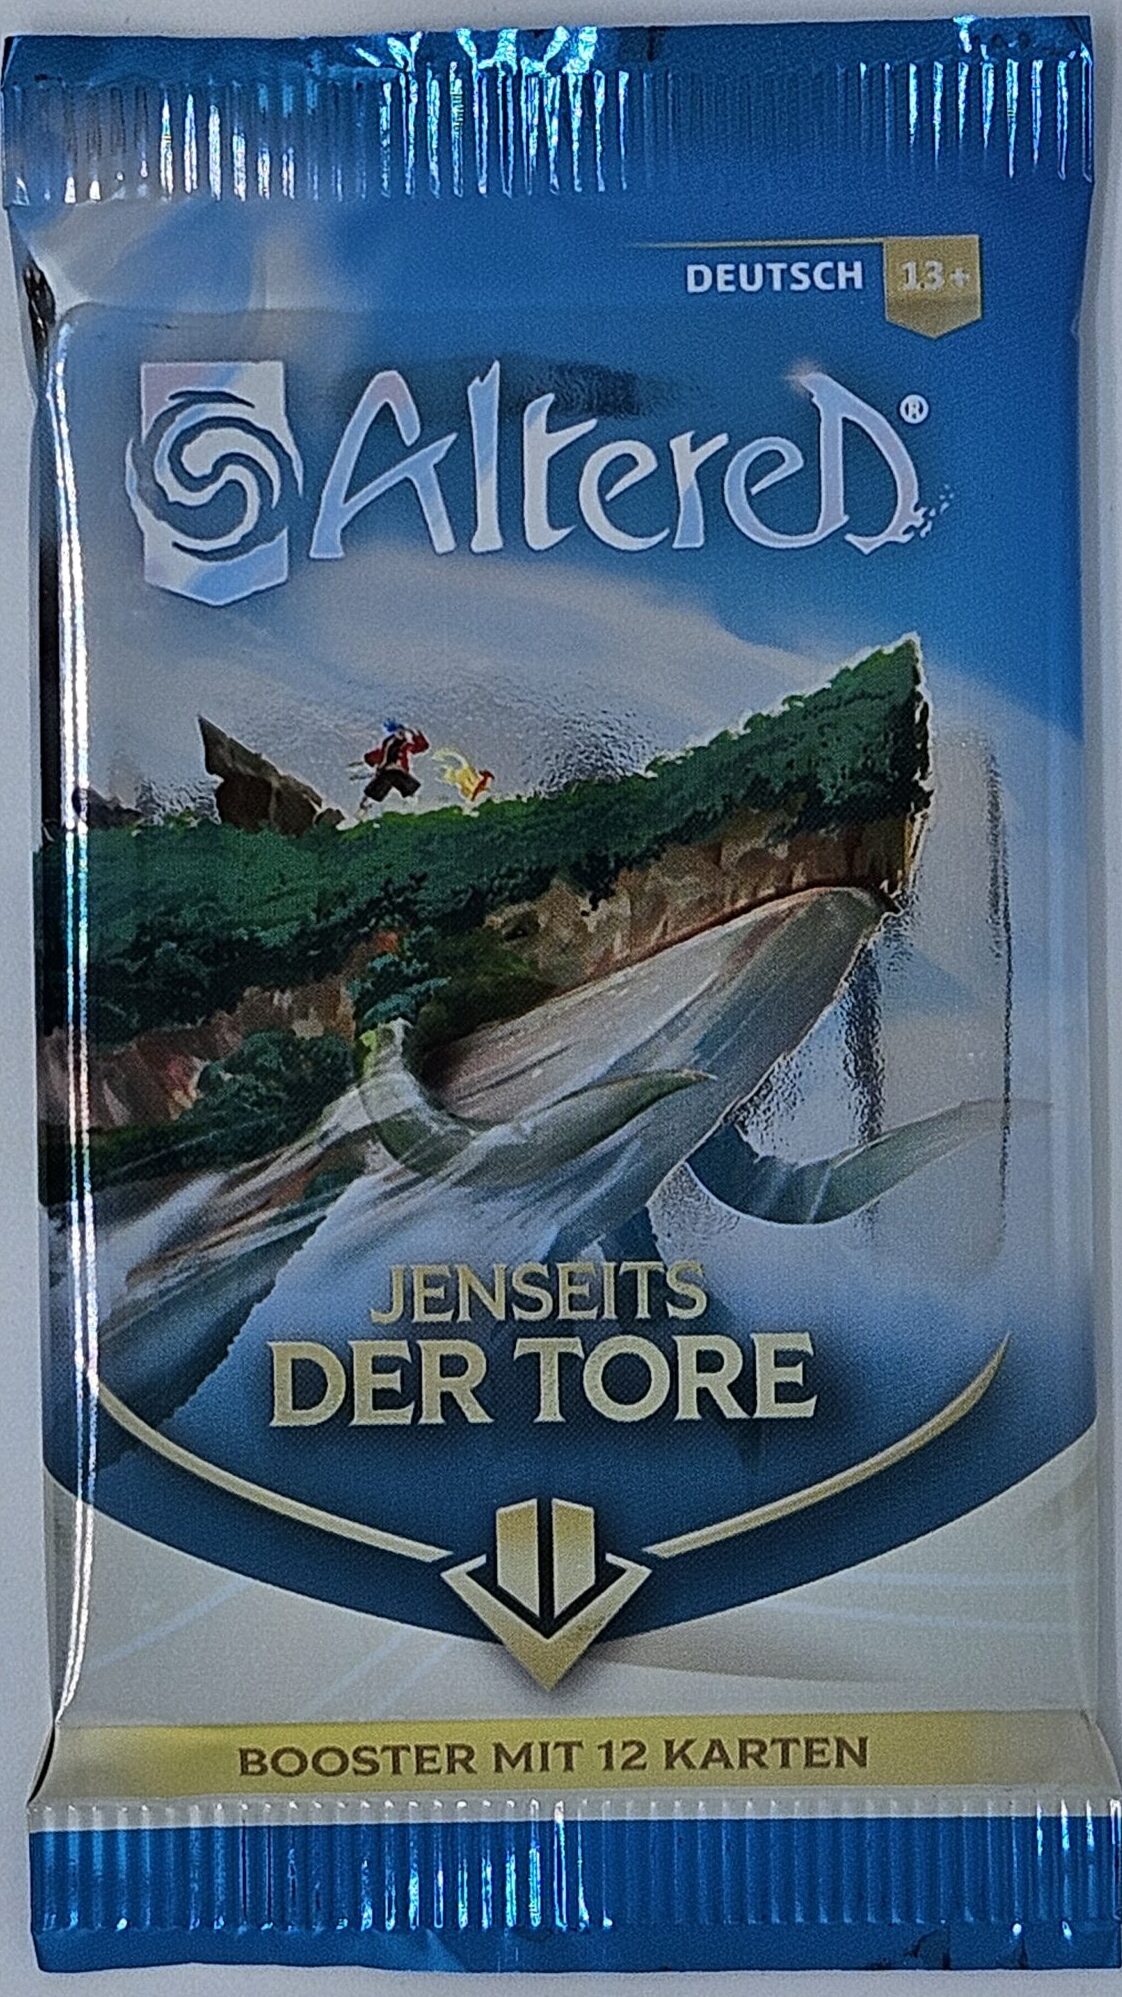 DEUTSCH 13+
Altered®
JENSEITS
DER TORE
BOOSTER MIT 12 KARTEN